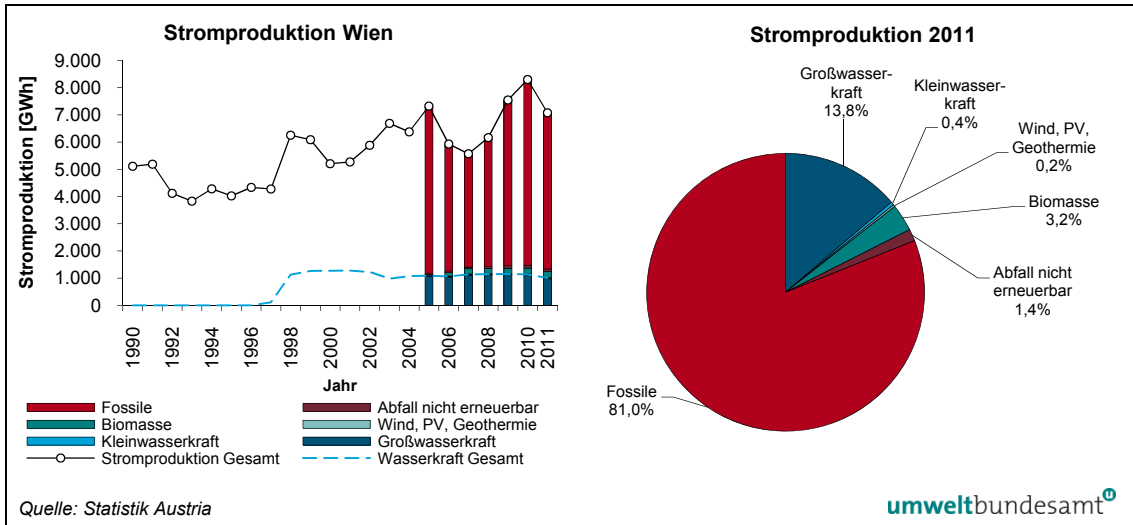 Stromproduktion Wien
Stromproduktion [GWh]
10.000
9.000
8.000
7.000
6.000
5.000
4.000
3.000
2.000
1.000
0
1990
1992
1994
1996
1998
2000
2002
2004
2006
2008
2010
2011
Jahr
Fossile
Abfall nicht erneuerbar
Biomasse
Wind, PV, Geothermie
Kleinwasserkraft
Großwasserkraft
Stromproduktion Gesamt
Wasserkraft Gesamt
Stromproduktion 2011
Großwasser-
kraft
13,8%
Kleinwasser-
kraft
0,4%
Wind, PV,
Geothermie
0,2%
Biomasse
3,2%
Abfall nicht
erneuerbar
1,4%
Fossile
81,0%
Quelle: Statistik Austria
umweltbundesamt u